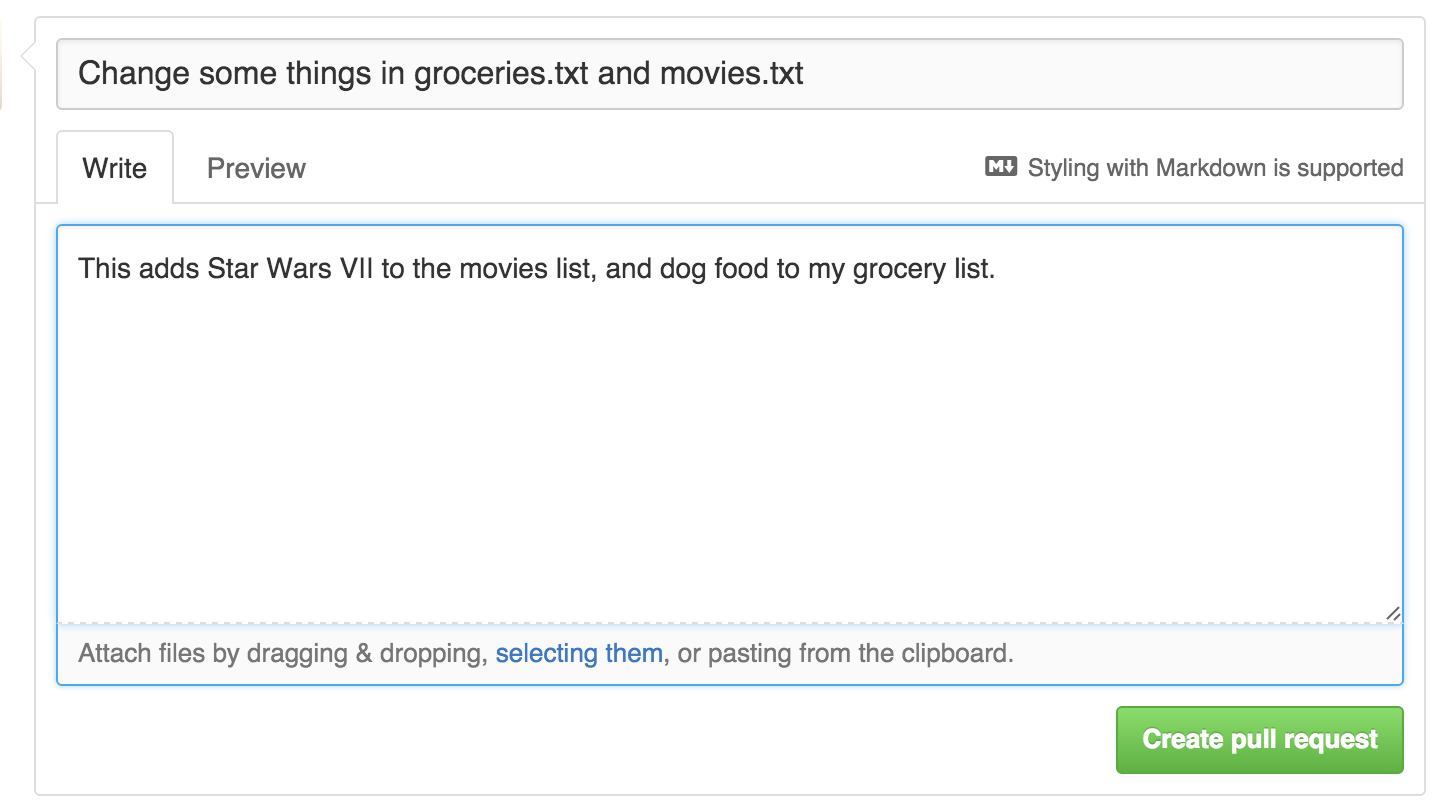 Change some things in groceries.txt and movies.txt
Write Preview M↓ Styling with Markdown is supported
This adds Star Wars VII to the movies list, and dog food to my grocery list.
Attach files by dragging & dropping, selecting them, or pasting from the clipboard.
Create pull request